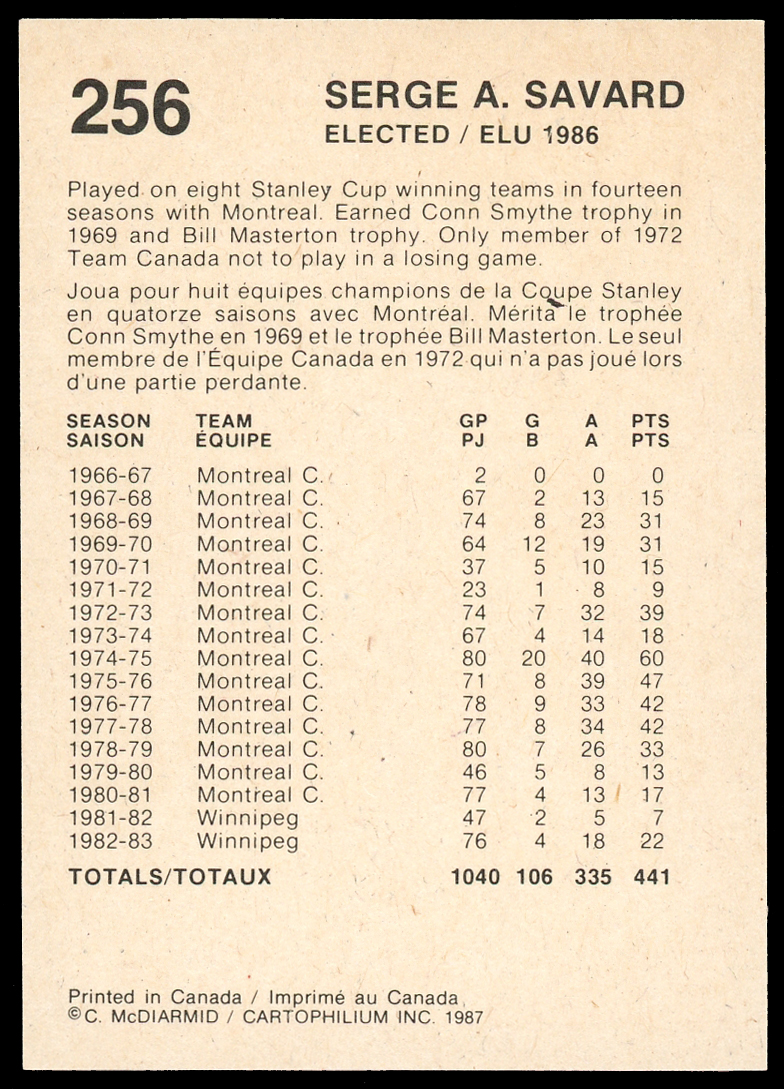 256
SERGE A. SAVARD
ELECTED / ELU 1986
Played on eight Stanley Cup winning teams in fourteen
seasons with Montreal. Earned Conn Smythe trophy in
1969 and Bill Masterton trophy. Only member of 1972
Team Canada not to play in a losing game.
Joua pour huit équipes champions de la Coupe Stanley
en quatorze saisons avec Montréal. Mérita le trophée
Conn Smythe en 1969 et le trophée Bill Masterton. Le seul
membre de l'Équipe Canada en 1972 qui n'a pas joué lors
d'une partie perdante.
SEASON TEAM GP G A PTS
SAISON ÉQUIPE PJ B A PTS
1966-67 Montreal C. 2 0 0 0
1967-68 Montreal C. 67 2 13 15
1968-69 Montreal C. 74 8 23 31
1969-70 Montreal C. 64 12 19 31
1970-71 Montreal C. 37 5 10 15
1971-72 Montreal C. 23 1 8 9
1972-73 Montreal C. 74 7 32 39
1973-74 Montreal C. 67 4 14 18
1974-75 Montreal C. 80 20 40 60
1975-76 Montreal C. 71 8 39 47
1976-77 Montreal C. 78 9 33 42
1977-78 Montreal C. 77 8 34 42
1978-79 Montreal C. 80 7 26 33
1979-80 Montreal C. 46 5 8 13
1980-81 Montreal C. 77 4 13 17
1981-82 Winnipeg 47 2 5 7
1982-83 Winnipeg 76 4 18 22
TOTALS/TOTAUX 1040 106 335 441
Printed in Canada / Imprimé au Canada
©C. McDIARMID / CARTOPHILIUM INC. 1987